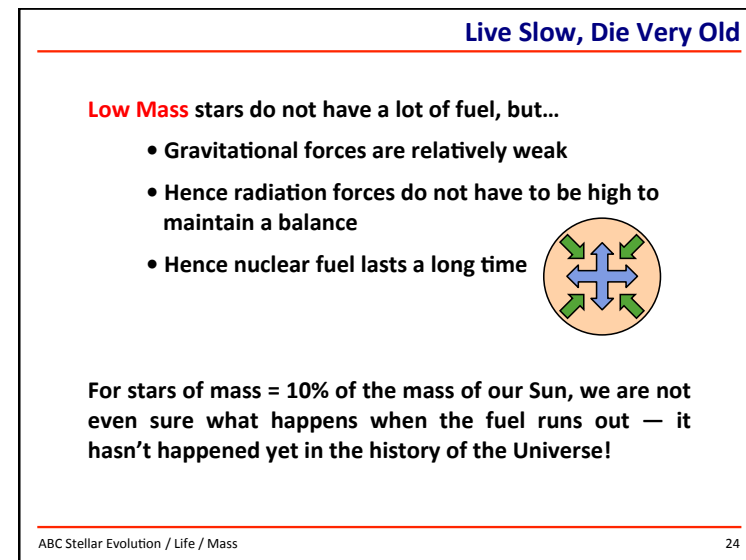 Live Slow, Die Very Old
Low Mass stars do not have a lot of fuel, but…
• Gravitational forces are relatively weak
• Hence radiation forces do not have to be high to
maintain a balance
• Hence nuclear fuel lasts a long time
For stars of mass = 10% of the mass of our Sun, we are not
even sure what happens when the fuel runs out — it
hasn't happened yet in the history of the Universe!
ABC Stellar Evolution / Life / Mass
24